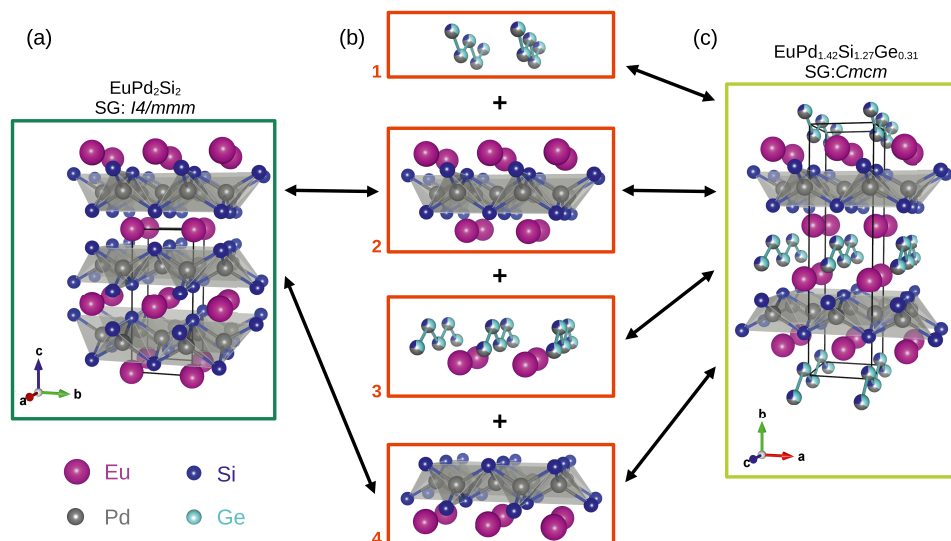 (a)
(b)
(c)
EuPd₂Si₂
SG: I4/mmm
EuPd₁.₄₂Si₁.₂₇Ge₀.₃₁
SG:Cmcm
1
+
2
+
3
+
4
c
a
b
b
c
a
Eu
Si
Pd
Ge